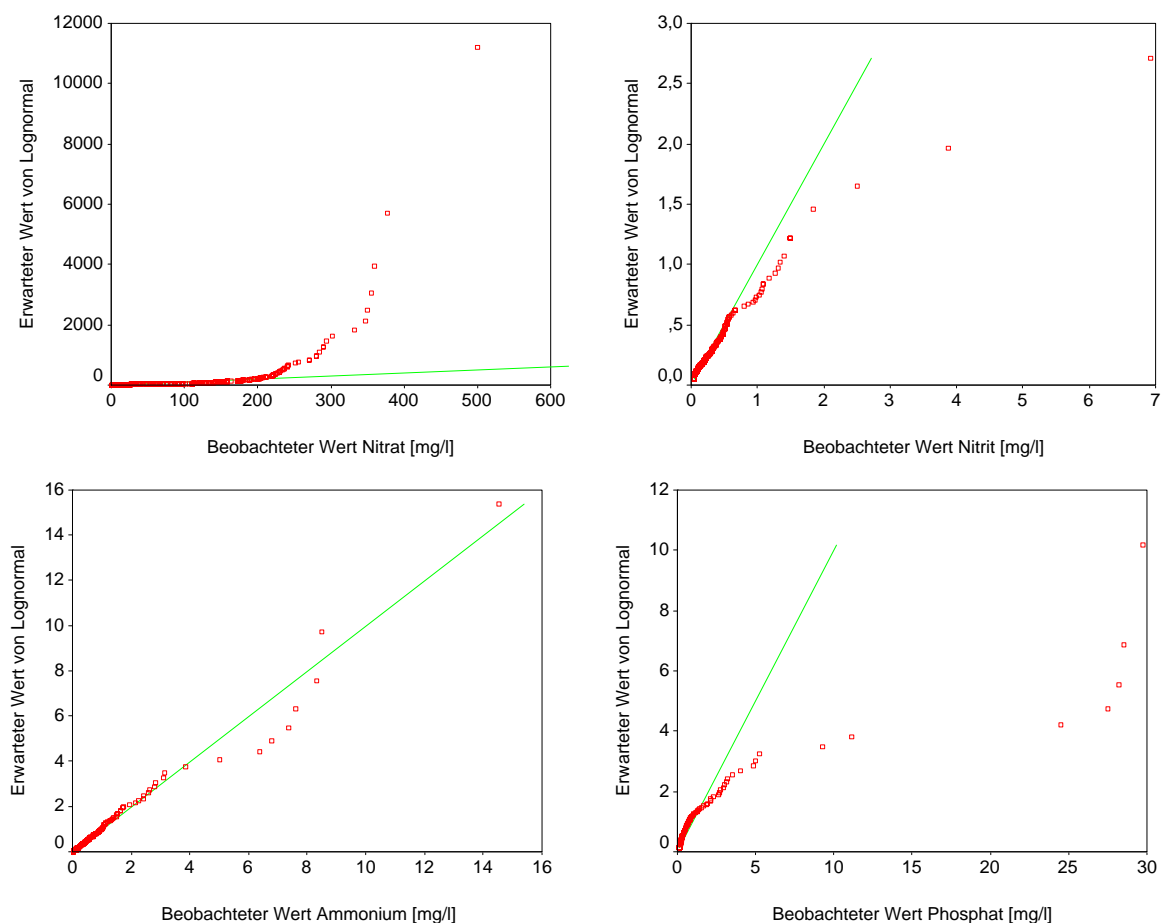 Erwarteter Wert von Lognormal
12000
10000
8000
6000
4000
2000
0
0 100 200 300 400 500 600
Beobachteter Wert Nitrat [mg/l]
Erwarteter Wert von Lognormal
3,0
2,5
2,0
1,5
1,0
,5
0,0
0 1 2 3 4 5 6 7
Beobachteter Wert Nitrit [mg/l]
Erwarteter Wert von Lognormal
16
14
12
10
8
6
4
2
0
0 2 4 6 8 10 12 14 16
Beobachteter Wert Ammonium [mg/l]
Erwarteter Wert von Lognormal
12
10
8
6
4
2
0
0 5 10 15 20 25 30
Beobachteter Wert Phosphat [mg/l]